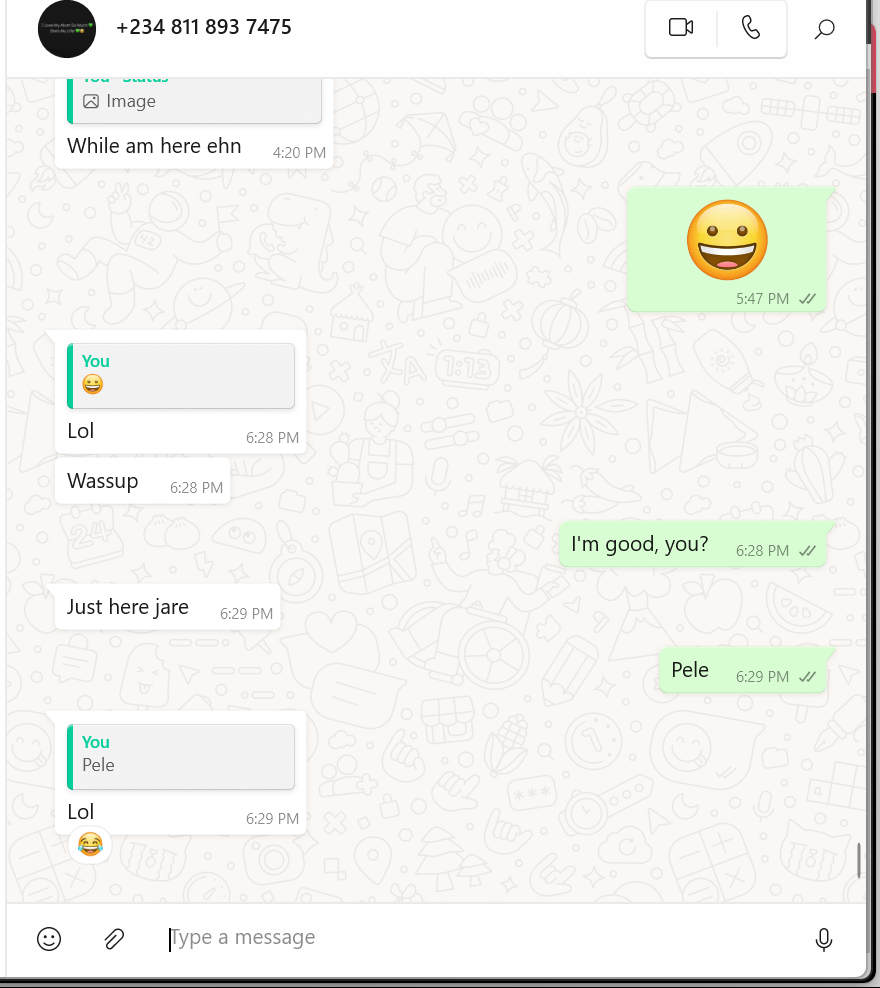 +234 811 893 7475
You · Status
Image
While am here ehn 4:20 PM
5:47 PM
You
😀
Lol 6:28 PM
Wassup 6:28 PM
I'm good, you? 6:28 PM
Just here jare 6:29 PM
Pele 6:29 PM
You
Pele
Lol 6:29 PM
Type a message